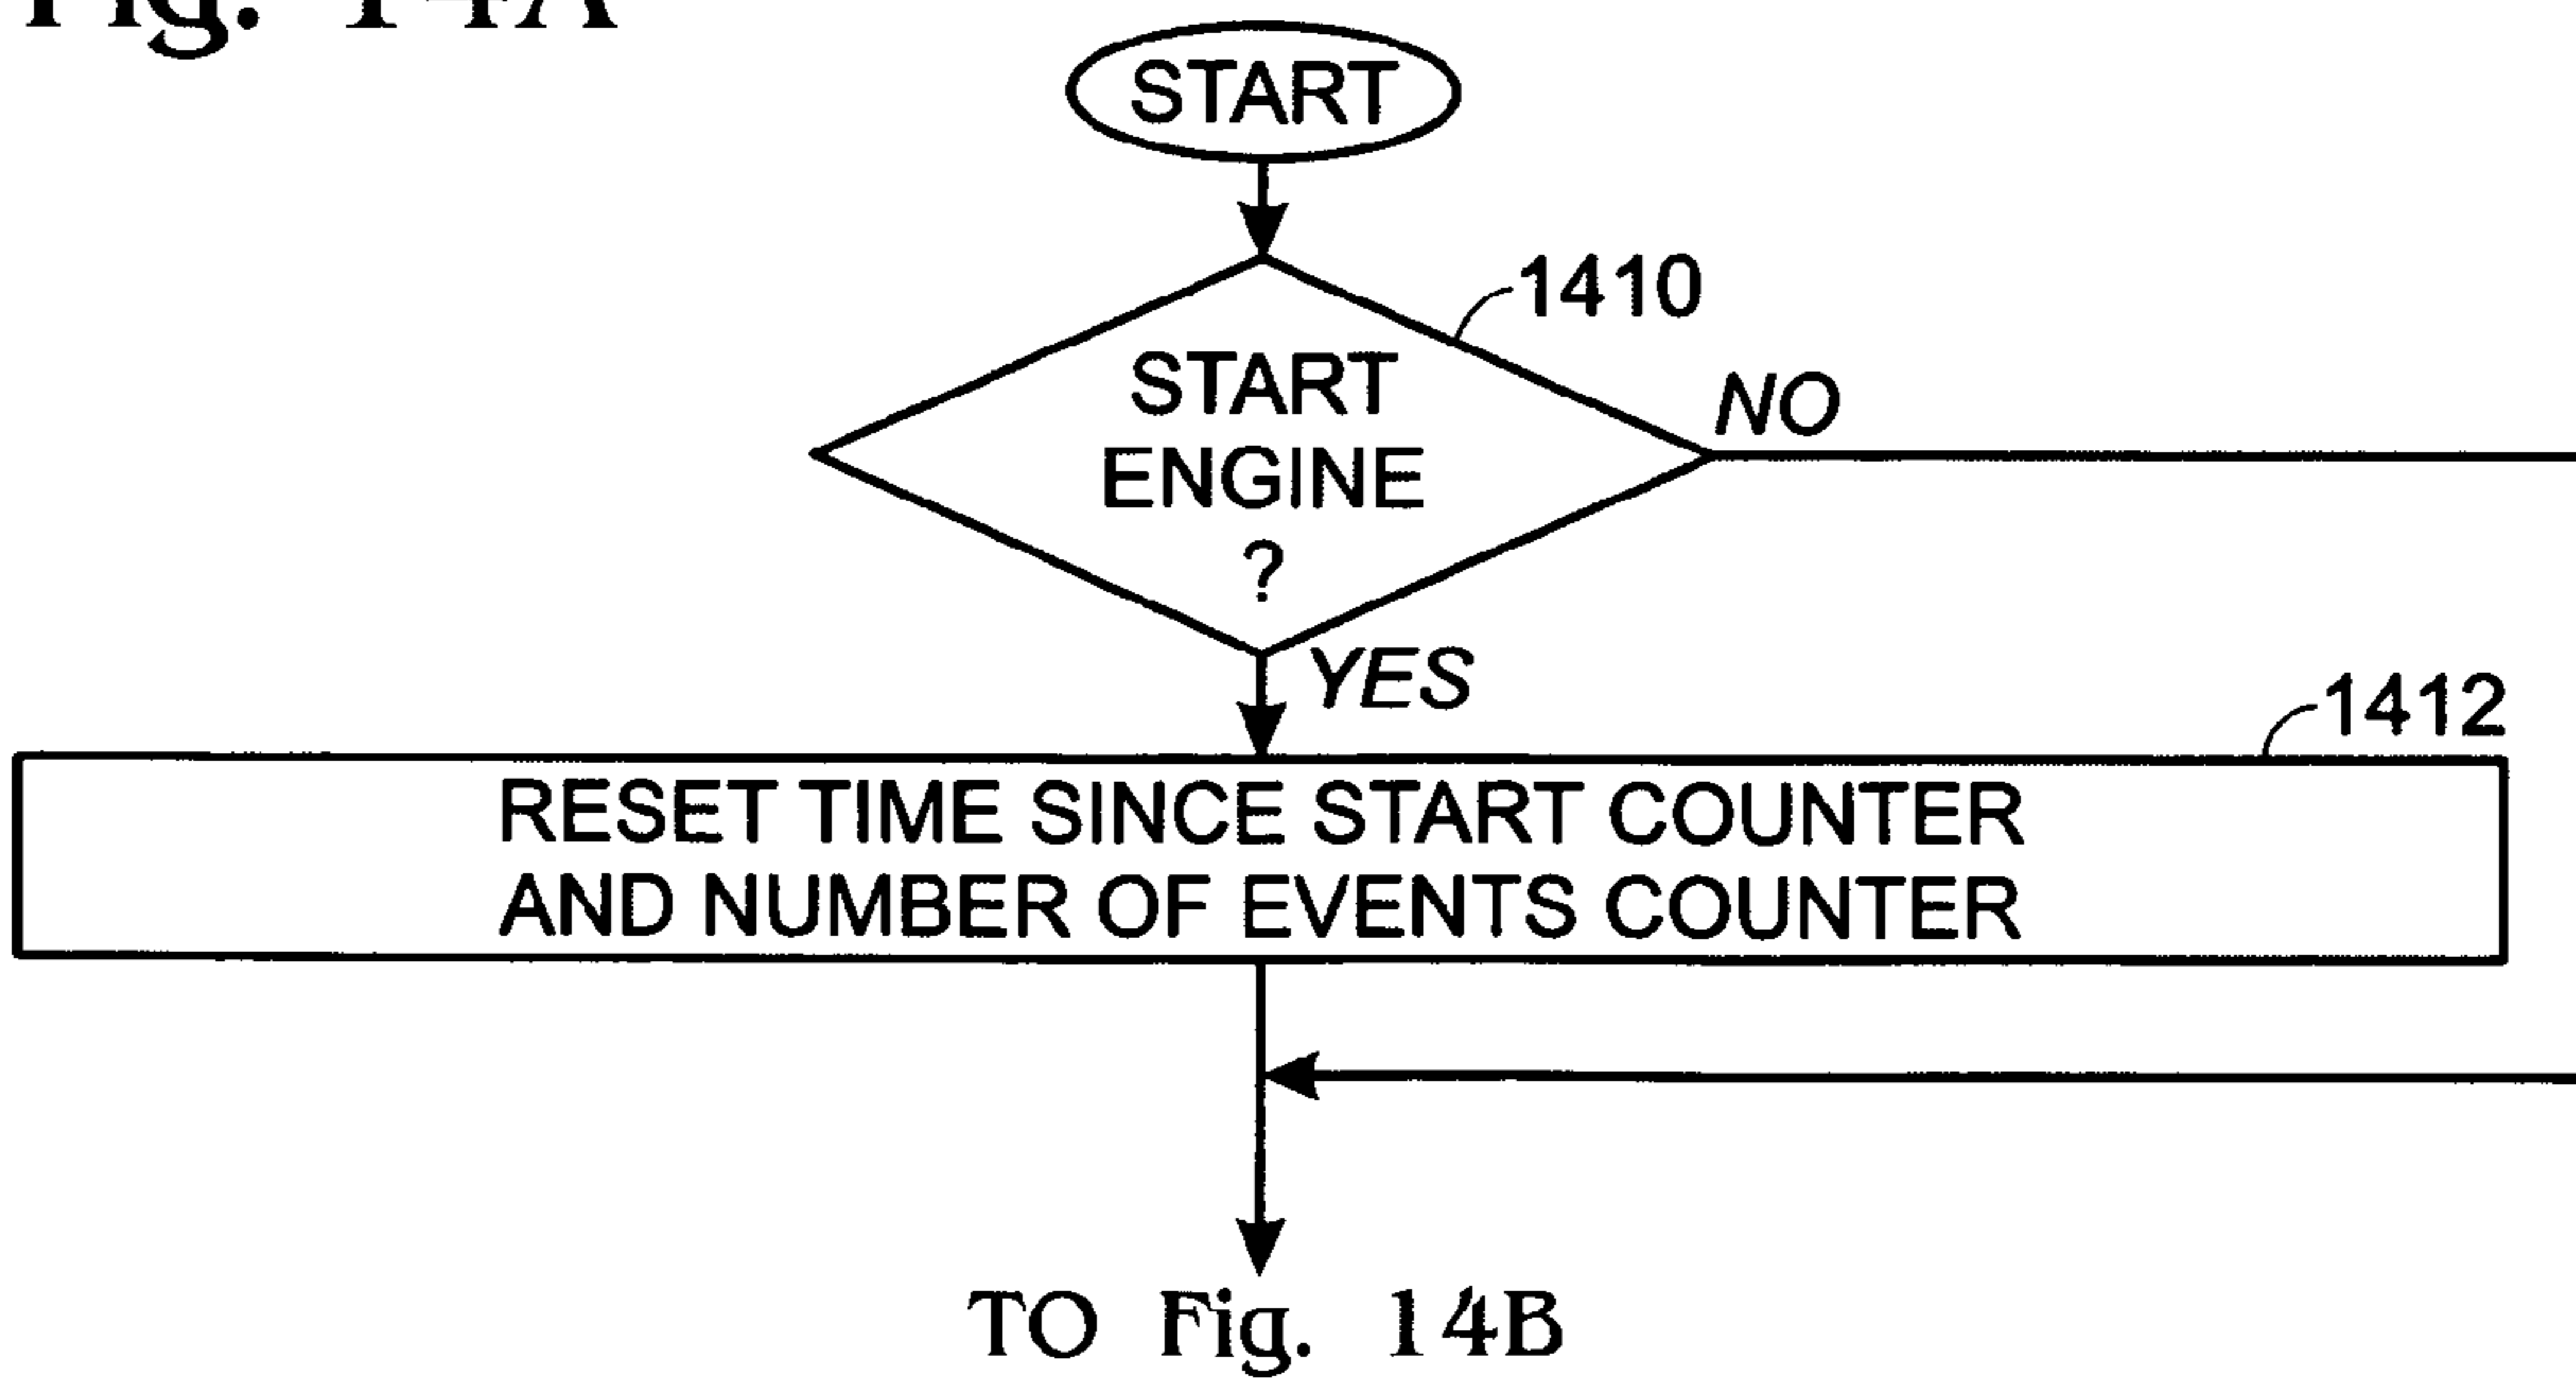 Fig. 14A
START
1410
START
ENGINE
?
NO
YES
1412
RESET TIME SINCE START COUNTER
AND NUMBER OF EVENTS COUNTER
TO Fig. 14B